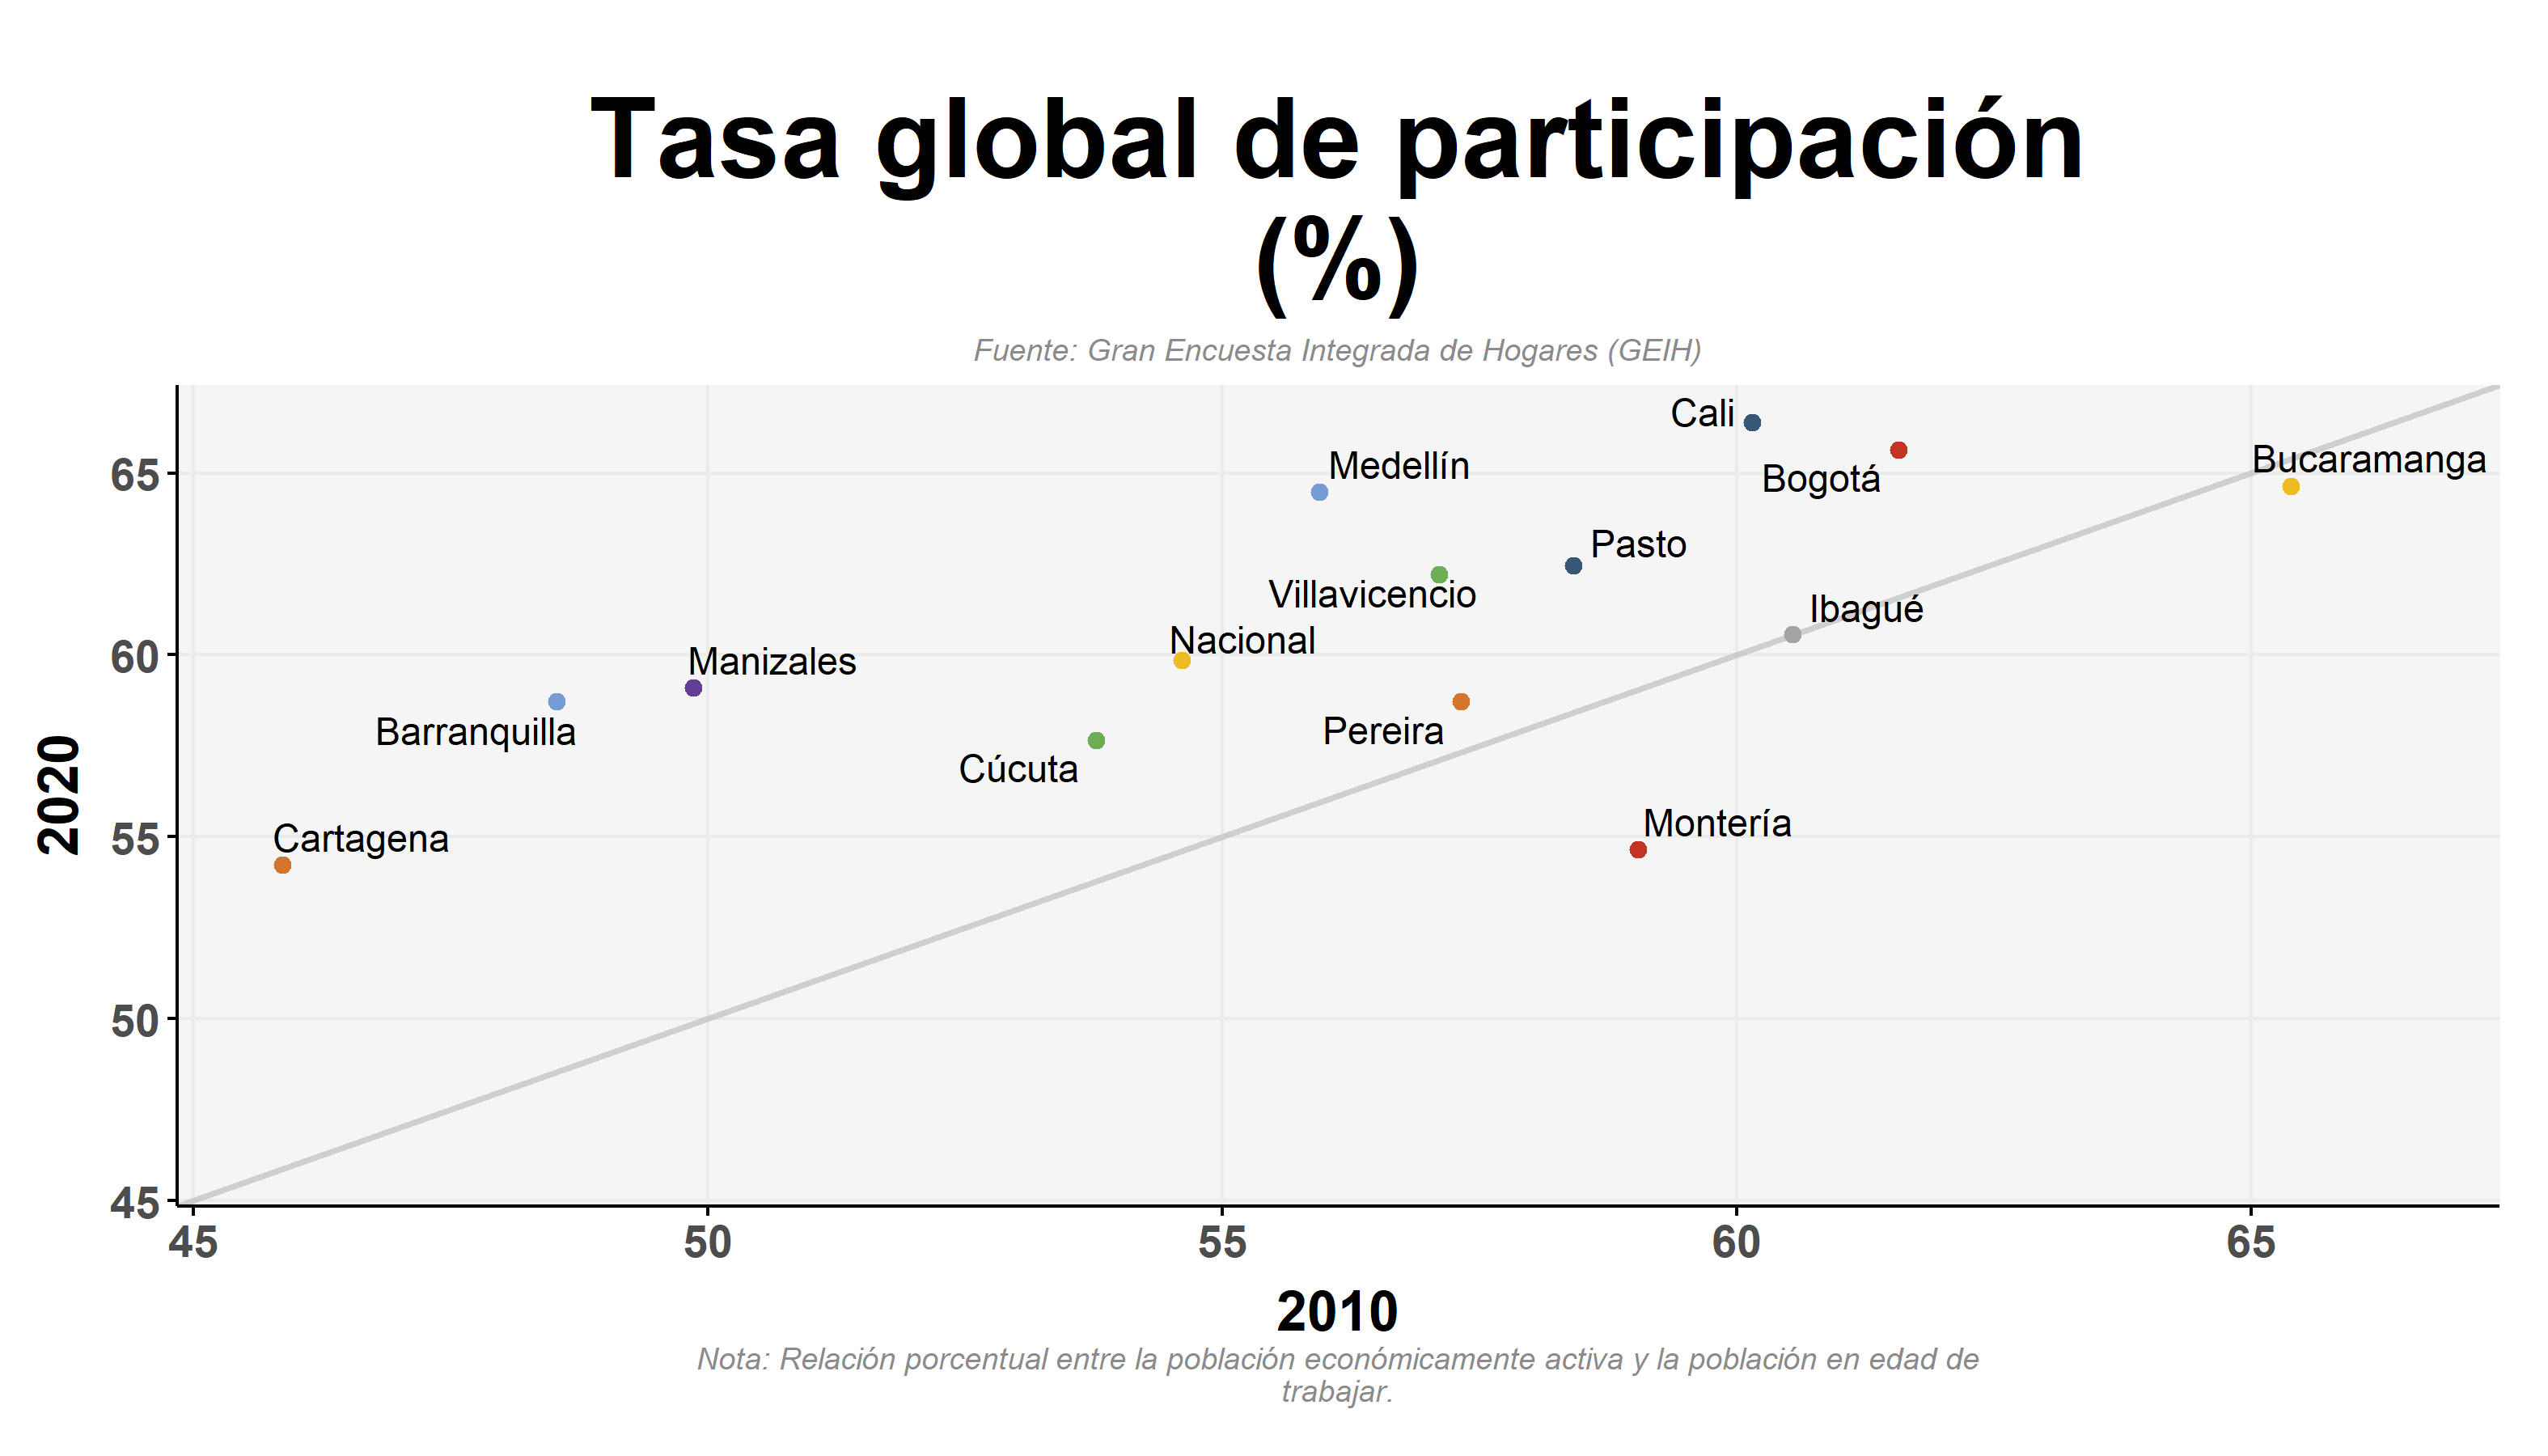 Tasa global de participación
(%)
Fuente: Gran Encuesta Integrada de Hogares (GEIH)
Cali
Bogotá
Bucaramanga
Medellín
Pasto
Villavicencio
Ibagué
Nacional
Manizales
Barranquilla
Pereira
Cúcuta
Montería
Cartagena
65
60
55
50
45
2020
45
50
55
60
65
2010
Nota: Relación porcentual entre la población económicamente activa y la población en edad de
trabajar.